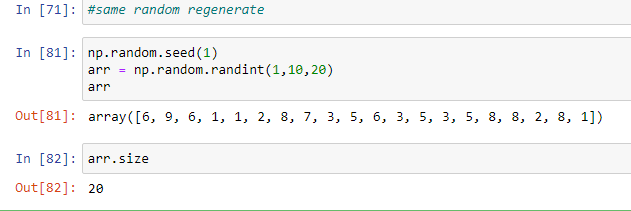 In [71]: #same random regenerate
In [81]: np.random.seed(1)
arr = np.random.randint(1,10,20)
arr
Out[81]: array([6, 9, 6, 1, 1, 2, 8, 7, 3, 5, 6, 3, 5, 3, 5, 8, 8, 2, 8, 1])
In [82]: arr.size
Out[82]: 20